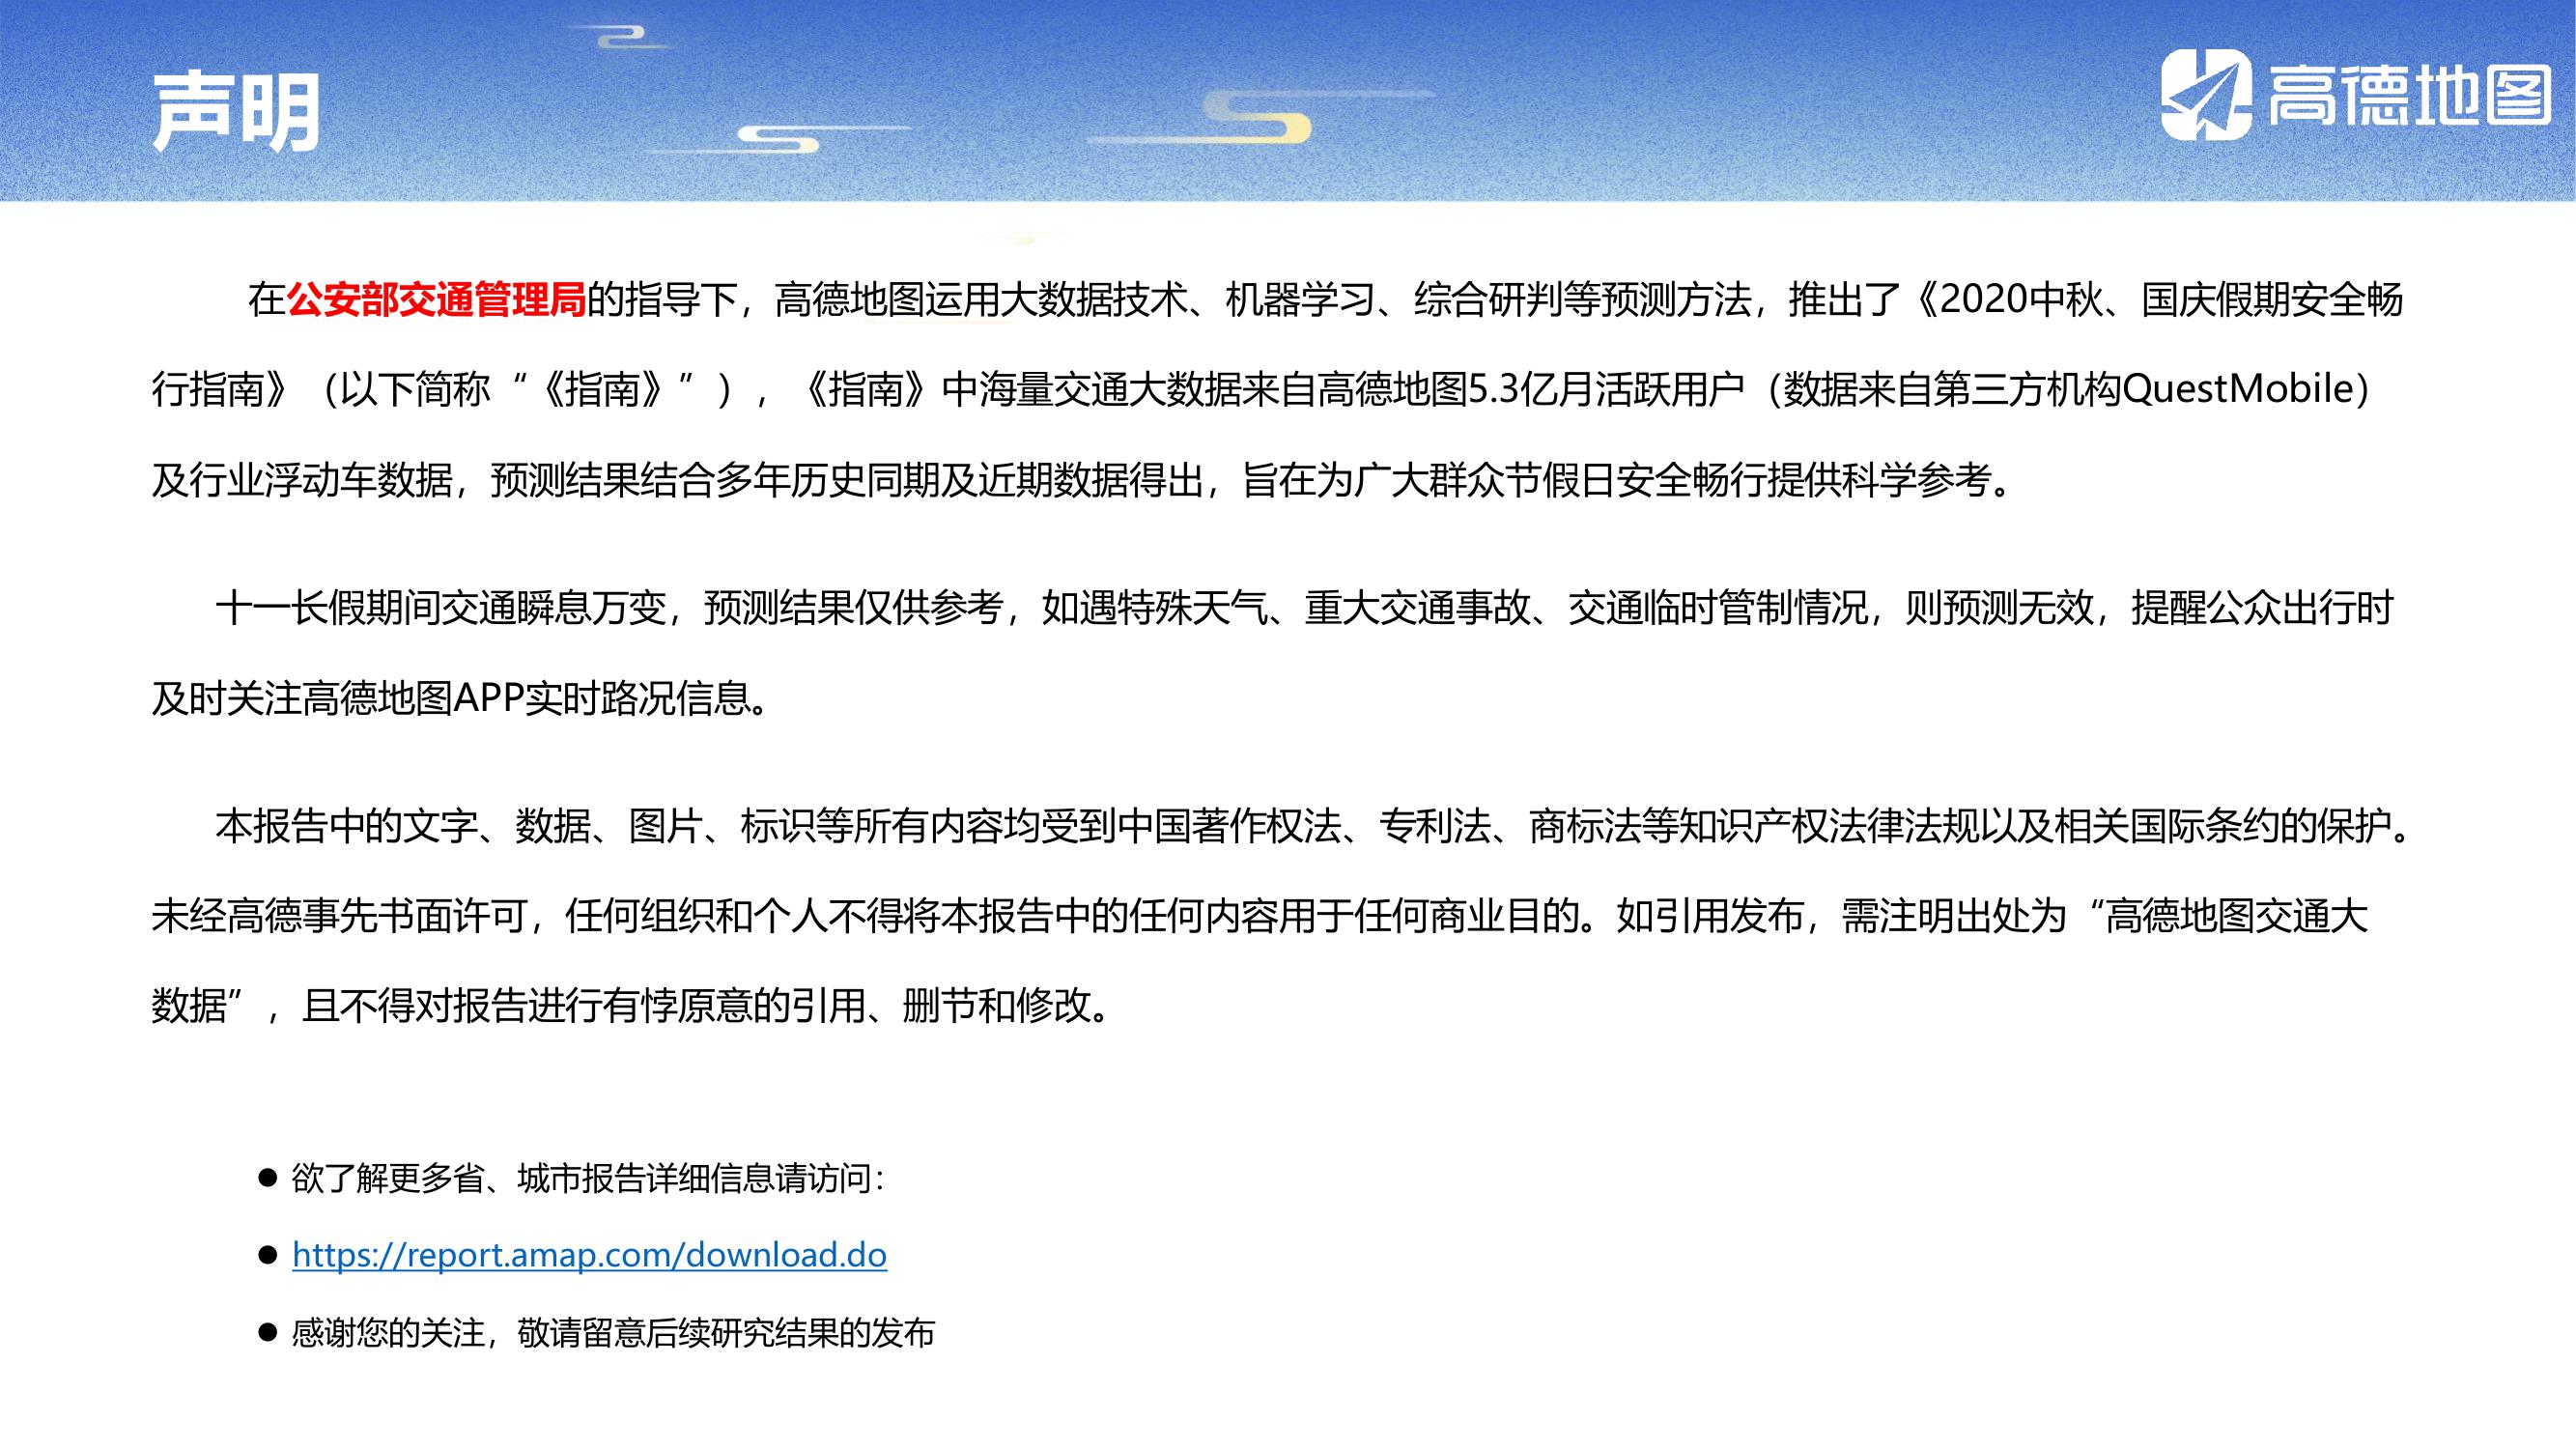 声明
高德地图
在公安部交通管理局的指导下，高德地图运用大数据技术、机器学习、综合研判等预测方法，推出了《2020中秋、国庆假期安全畅
行指南》（以下简称“《指南》”），《指南》中海量交通大数据来自高德地图5.3亿月活跃用户（数据来自第三方机构QuestMobile）
及行业浮动车数据，预测结果结合多年历史同期及近期数据得出，旨在为广大群众节假日安全畅行提供科学参考。
十一长假期间交通瞬息万变，预测结果仅供参考，如遇特殊天气、重大交通事故、交通临时管制情况，则预测无效，提醒公众出行时
及时关注高德地图APP实时路况信息。
本报告中的文字、数据、图片、标识等所有内容均受到中国著作权法、专利法、商标法等知识产权法律法规以及相关国际条约的保护。
未经高德事先书面许可，任何组织和个人不得将本报告中的任何内容用于任何商业目的。如引用发布，需注明出处为“高德地图交通大
数据”，且不得对报告进行有悖原意的引用、删节和修改。
● 欲了解更多省、城市报告详细信息请访问：
● https://report.amap.com/download.do
● 感谢您的关注，敬请留意后续研究结果的发布